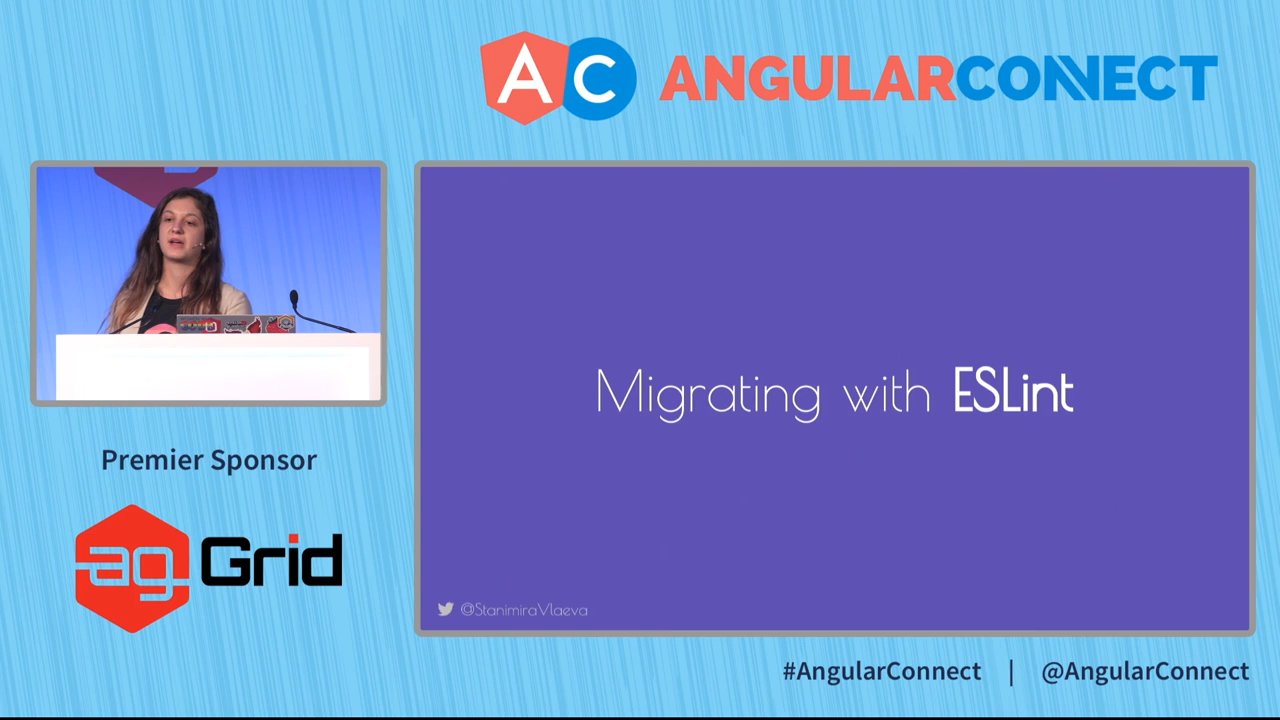 AC ANGULARCONNECT
Migrating with ESLint
@StanimiraVlaeva
Premier Sponsor
ag Grid
#AngularConnect | @AngularConnect